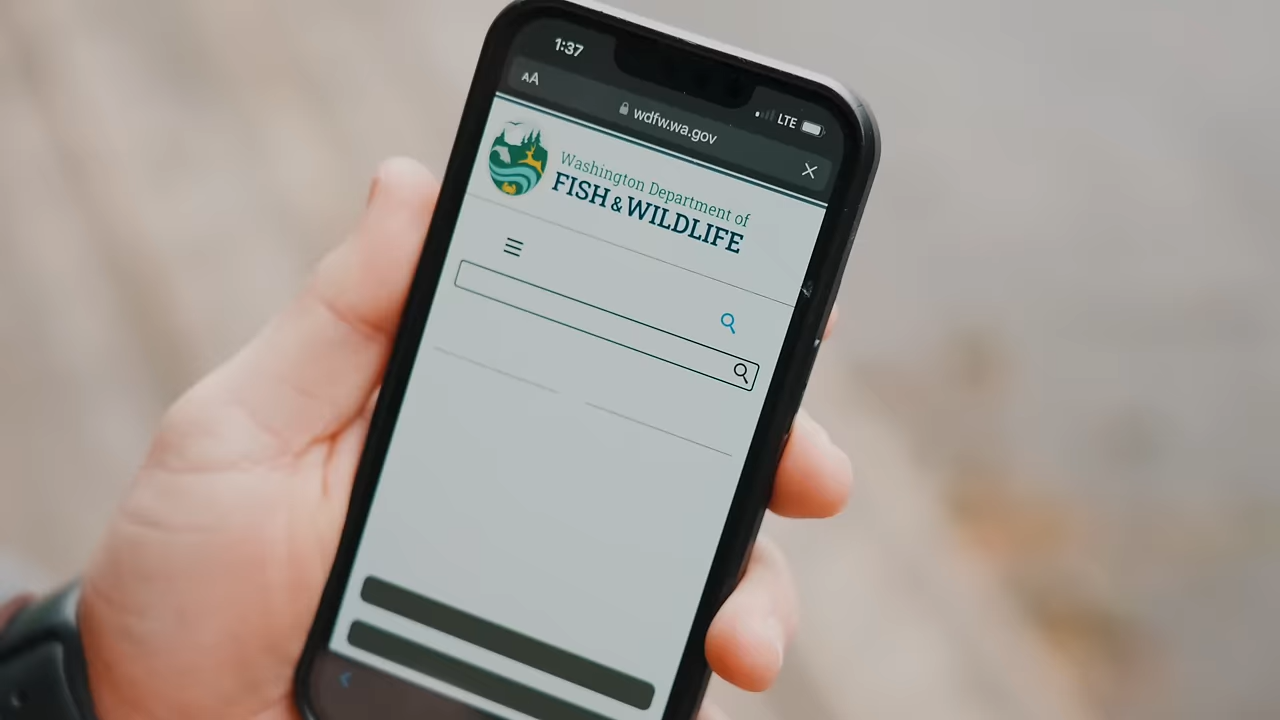 1:37
LTE
AA
wdfw.wa.gov
Washington Department of
FISH & WILDLIFE